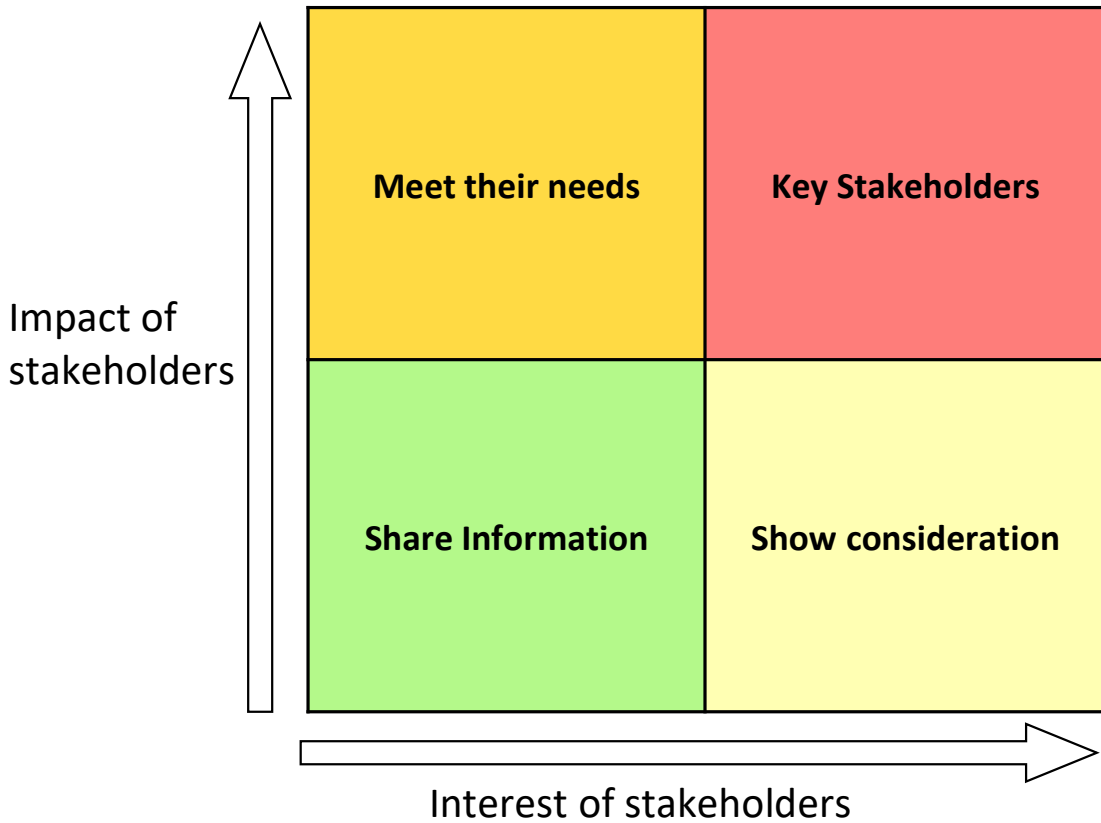 Meet their needs
Key Stakeholders
Impact of
stakeholders
Share Information
Show consideration
Interest of stakeholders